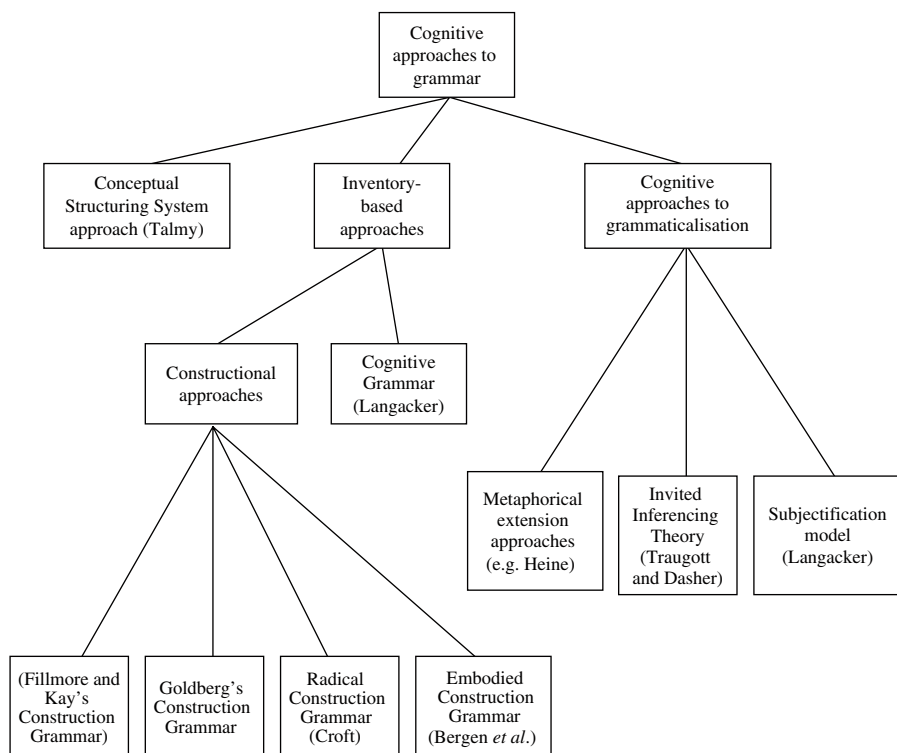 Cognitive
approaches to
grammar
Conceptual
Structuring System
approach (Talmy)
Inventory-
based
approaches
Cognitive
approaches to
grammaticalisation
Constructional
approaches
Cognitive
Grammar
(Langacker)
Metaphorical
extension
approaches
(e.g. Heine)
Invited
Inferencing
Theory
(Traugott
and Dasher)
Subjectification
model
(Langacker)
(Fillmore and
Kay's
Construction
Grammar)
Goldberg's
Construction
Grammar
Radical
Construction
Grammar
(Croft)
Embodied
Construction
Grammar
(Bergen et al.)